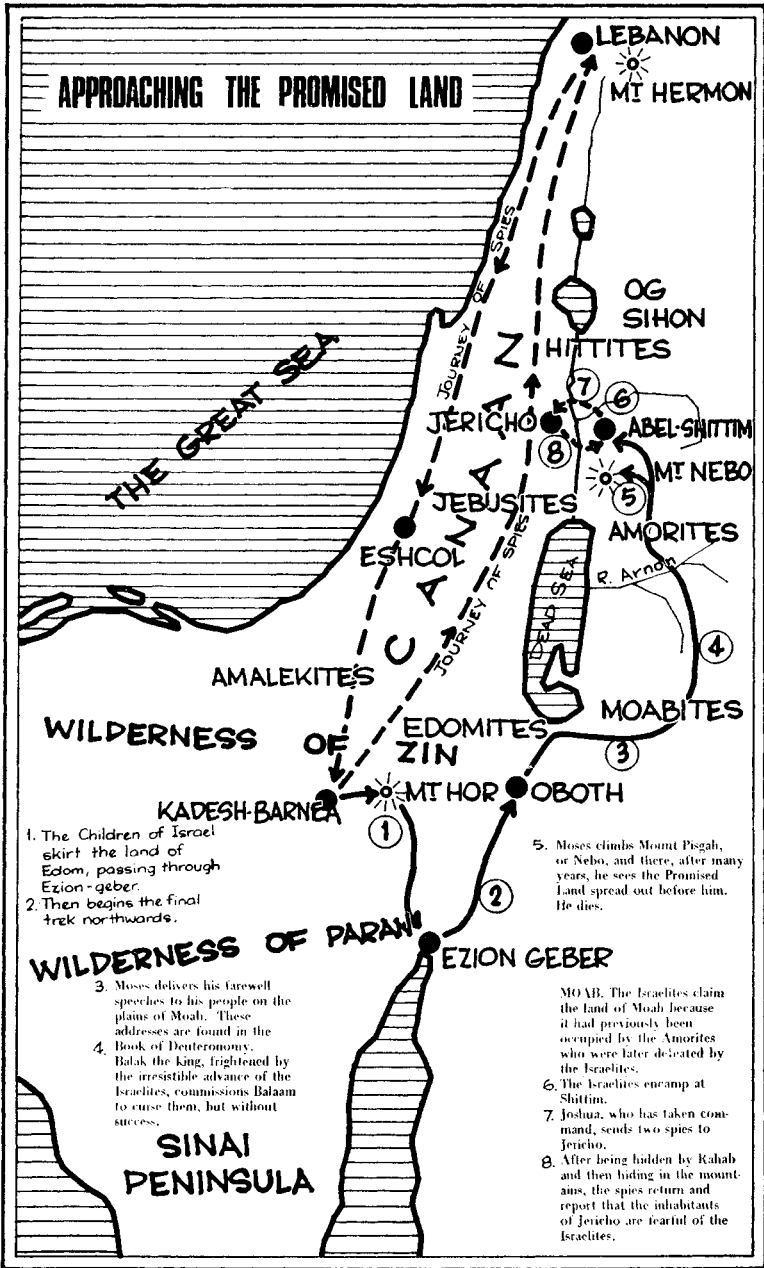 APPROACHING THE PROMISED LAND
LEBANON
MT HERMON
JOURNEY OF SPIES
THE GREAT SEA
OG
SIHON
HITTITES
CANAAN
7
6
JERICHO
ABEL-SHITTIM
8
MT NEBO
5
JEBUSITES
AMORITES
ESHCOL
R. Arnon
DEAD SEA
JOURNEY OF SPIES
4
AMALEKITES
MOABITES
EDOMITES
WILDERNESS OF ZIN
3
KADESH-BARNEA
MT HOR
OBOTH
1
2
1. The Children of Israel
skirt the land of
Edom, passing through
Ezion-geber.
2. Then begins the final
trek northwards.
5. Moses climbs Mount Pisgah,
or Nebo, and there, after many
years, he sees the Promised
Land spread out before him.
He dies.
WILDERNESS OF PARAN
EZION GEBER
3. Moses delivers his farewell
speeches to his people on the
plains of Moab. These
addresses are found in the
4. Book of Deuteronomy.
Balak the king, frightened by
the irresistible advance of the
Israelites, commissions Balaam
to curse them, but without
success.
SINAI
PENINSULA
MOAB. The Israelites claim
the land of Moab because
it had previously been
occupied by the Amorites
who were later defeated by
the Israelites.
6. The Israelites encamp at
Shittim.
7. Joshua, who has taken com-
mand, sends two spies to
Jericho.
8. After being hidden by Rahab
and then hiding in the mount-
ains, the spies return and
report that the inhabitants
of Jericho are fearful of the
Israelites.